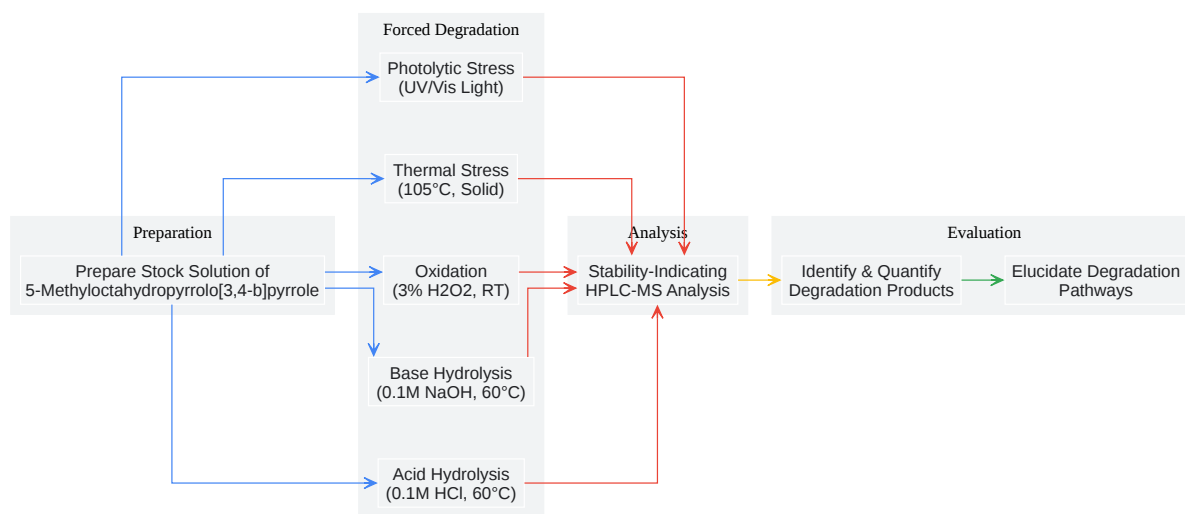 Forced Degradation
Photolytic Stress
(UV/Vis Light)
Thermal Stress
(105°C, Solid)
Preparation
Analysis
Evaluation
Prepare Stock Solution of
5-Methyloctahydropyrrolo[3,4-b]pyrrole
Oxidation
(3% H2O2, RT)
Stability-Indicating
HPLC-MS Analysis
Identify & Quantify
Degradation Products
Elucidate Degradation
Pathways
Base Hydrolysis
(0.1M NaOH, 60°C)
Acid Hydrolysis
(0.1M HCl, 60°C)